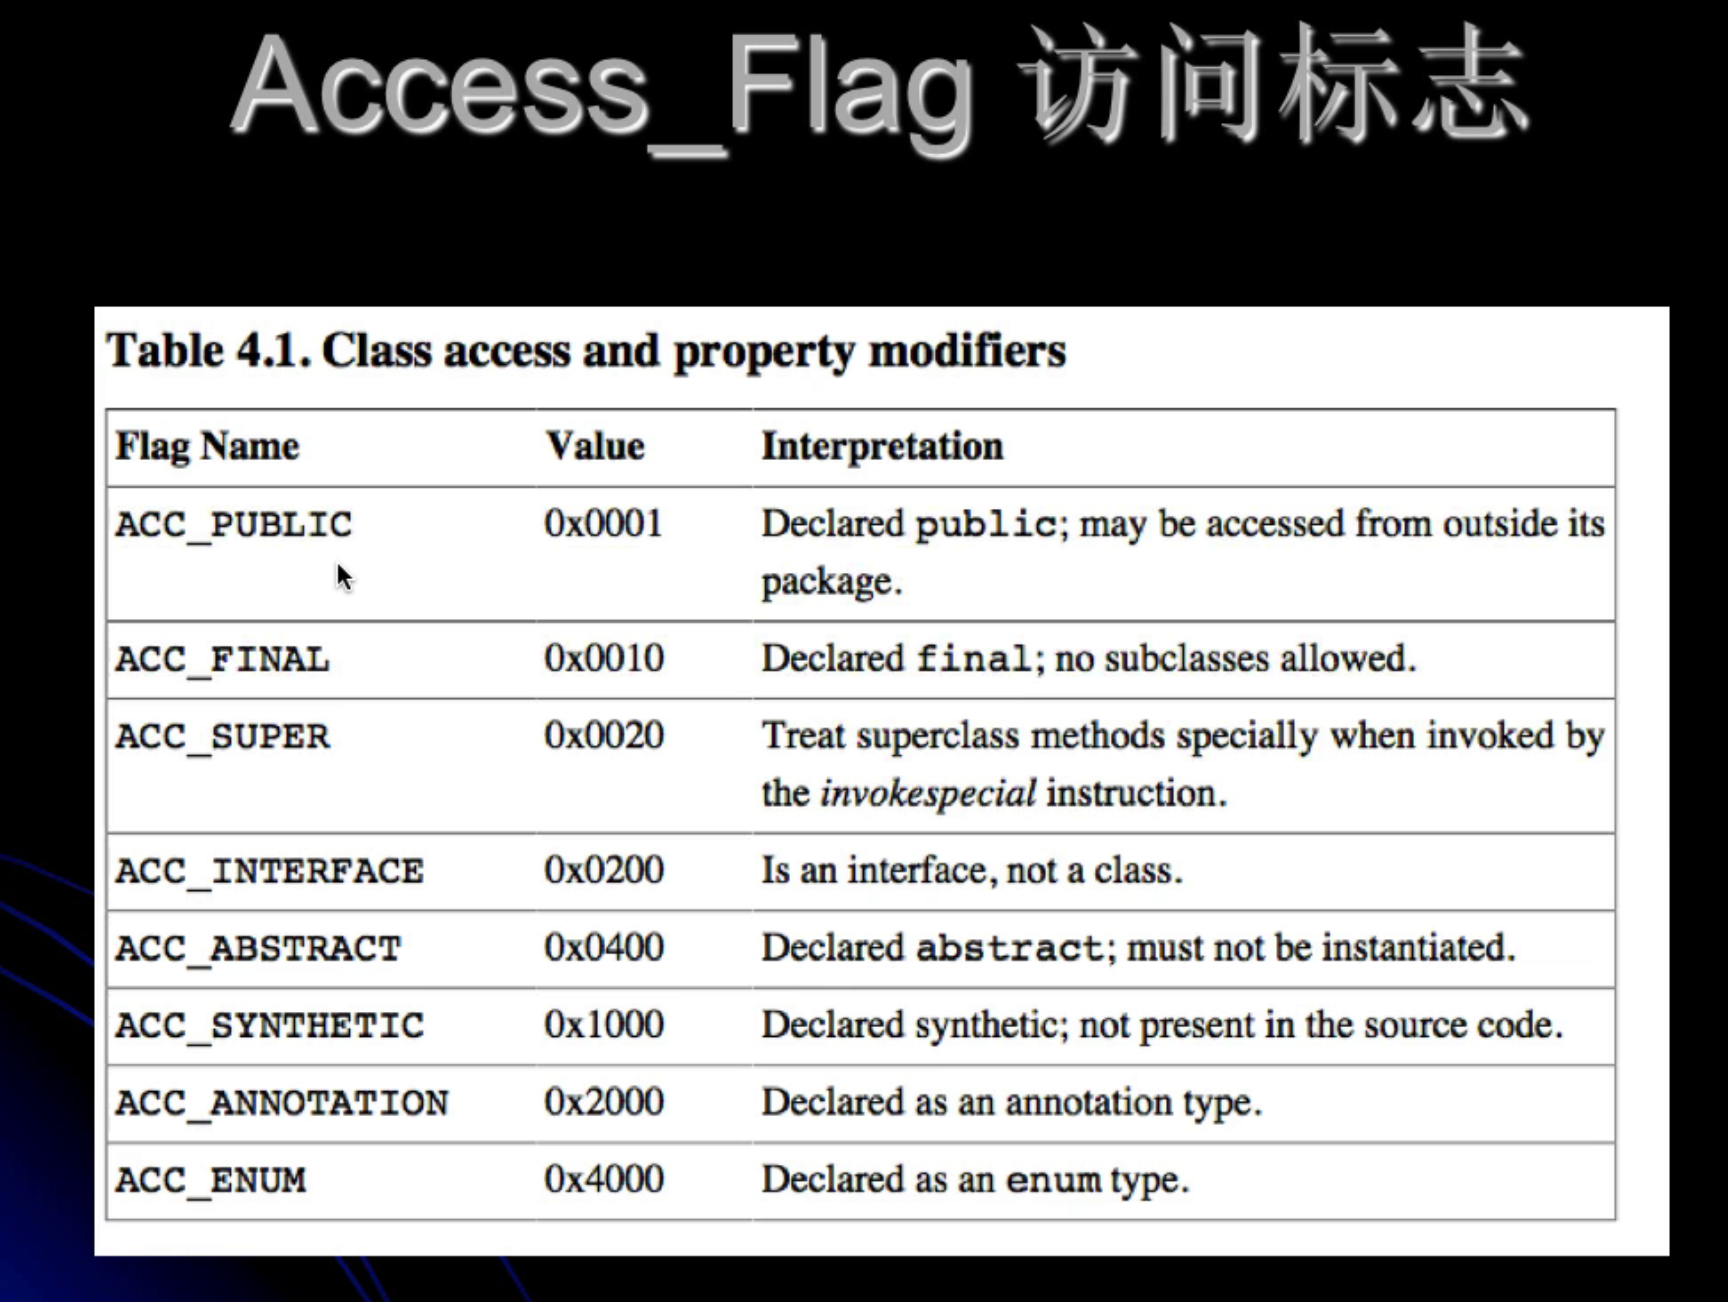 Access_Flag 访问标志
Table 4.1. Class access and property modifiers
Flag Name Value Interpretation
ACC_PUBLIC 0x0001 Declared public; may be accessed from outside its
package.
ACC_FINAL 0x0010 Declared final; no subclasses allowed.
ACC_SUPER 0x0020 Treat superclass methods specially when invoked by
the invokespecial instruction.
ACC_INTERFACE 0x0200 Is an interface, not a class.
ACC_ABSTRACT 0x0400 Declared abstract; must not be instantiated.
ACC_SYNTHETIC 0x1000 Declared synthetic; not present in the source code.
ACC_ANNOTATION 0x2000 Declared as an annotation type.
ACC_ENUM 0x4000 Declared as an enum type.